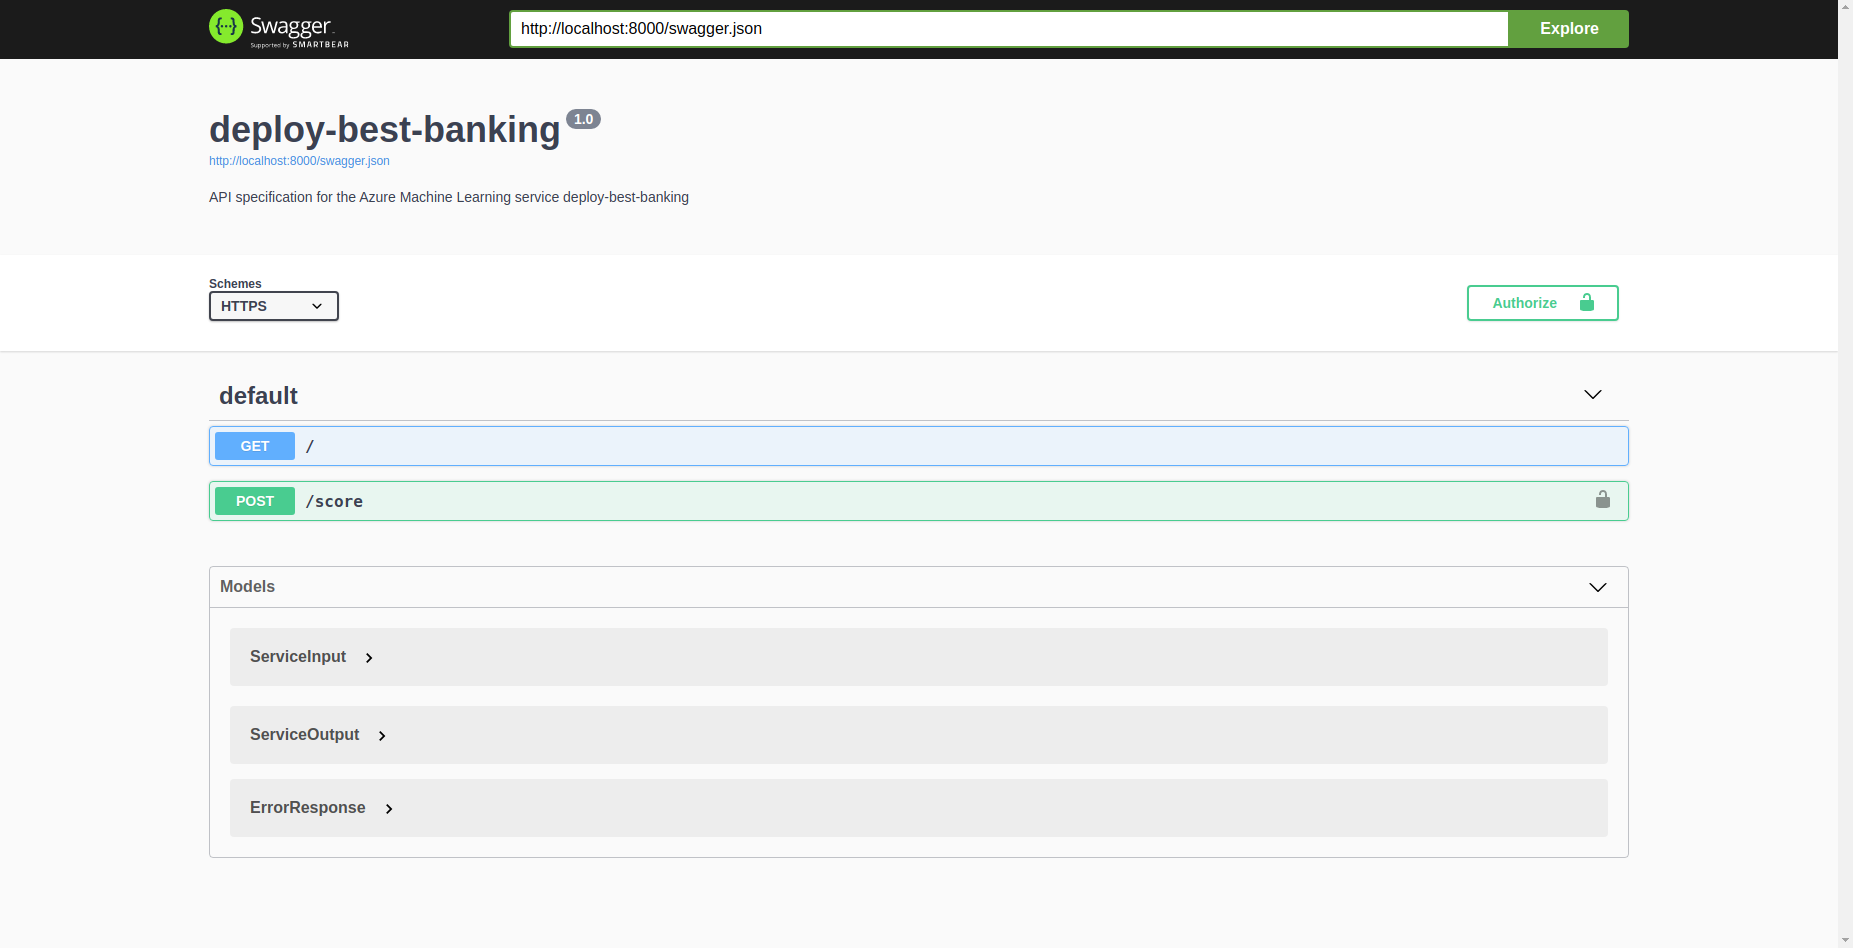 Swagger
Supported by SMARTBEAR
http://localhost:8000/swagger.json
Explore
deploy-best-banking 1.0
http://localhost:8000/swagger.json
API specification for the Azure Machine Learning service deploy-best-banking
Schemes
HTTPS
Authorize
default
GET /
POST /score
Models
ServiceInput
ServiceOutput
ErrorResponse